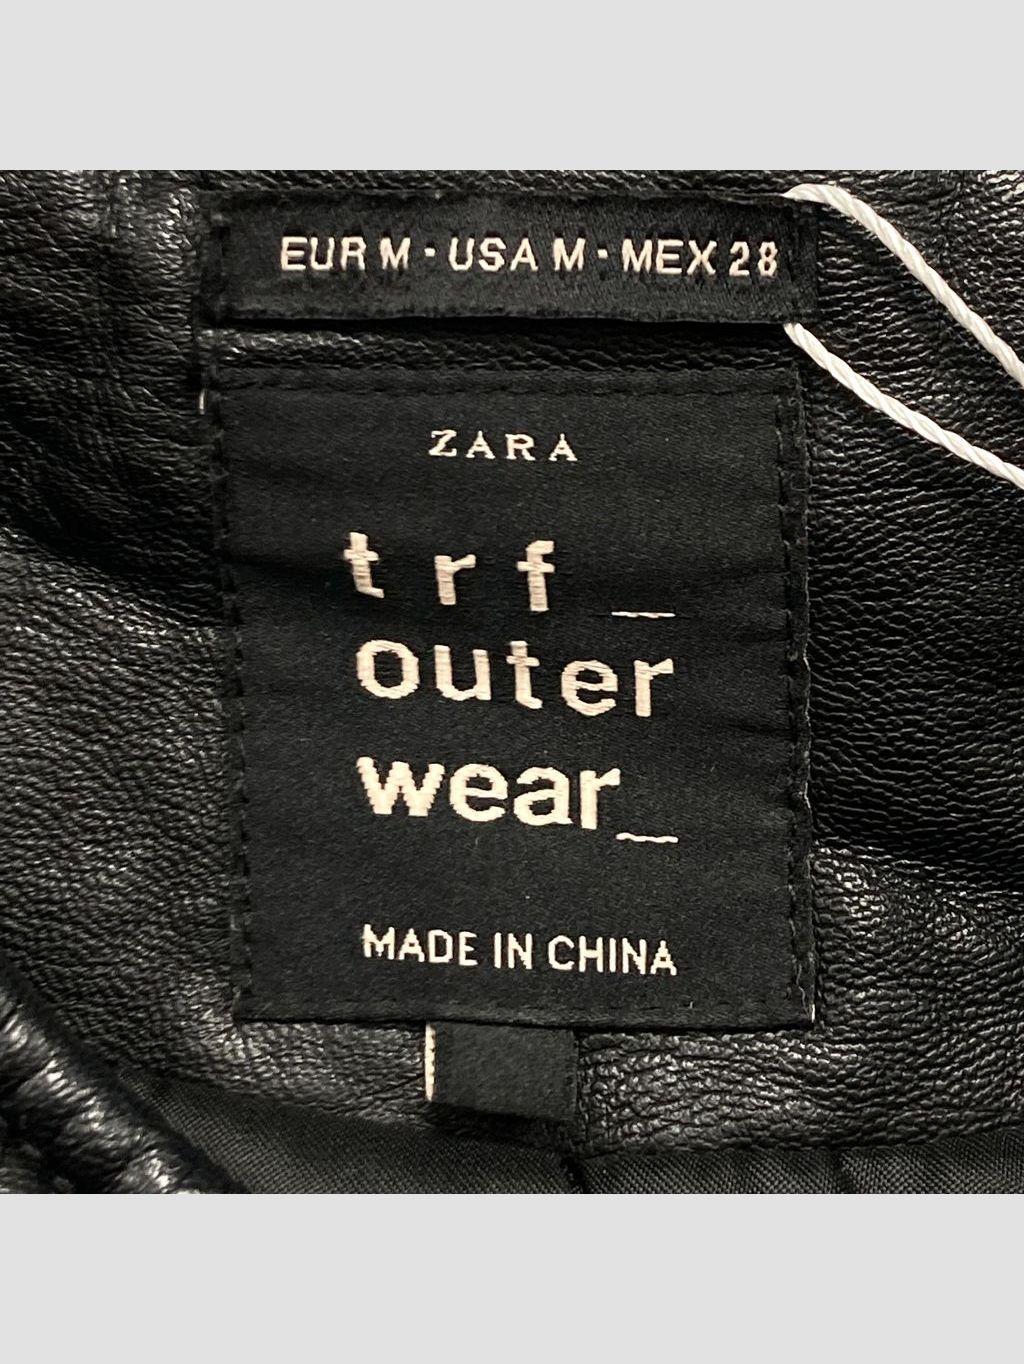 EUR M · USA M · MEX 28
ZARA
trf_
outer
wear_
MADE IN CHINA